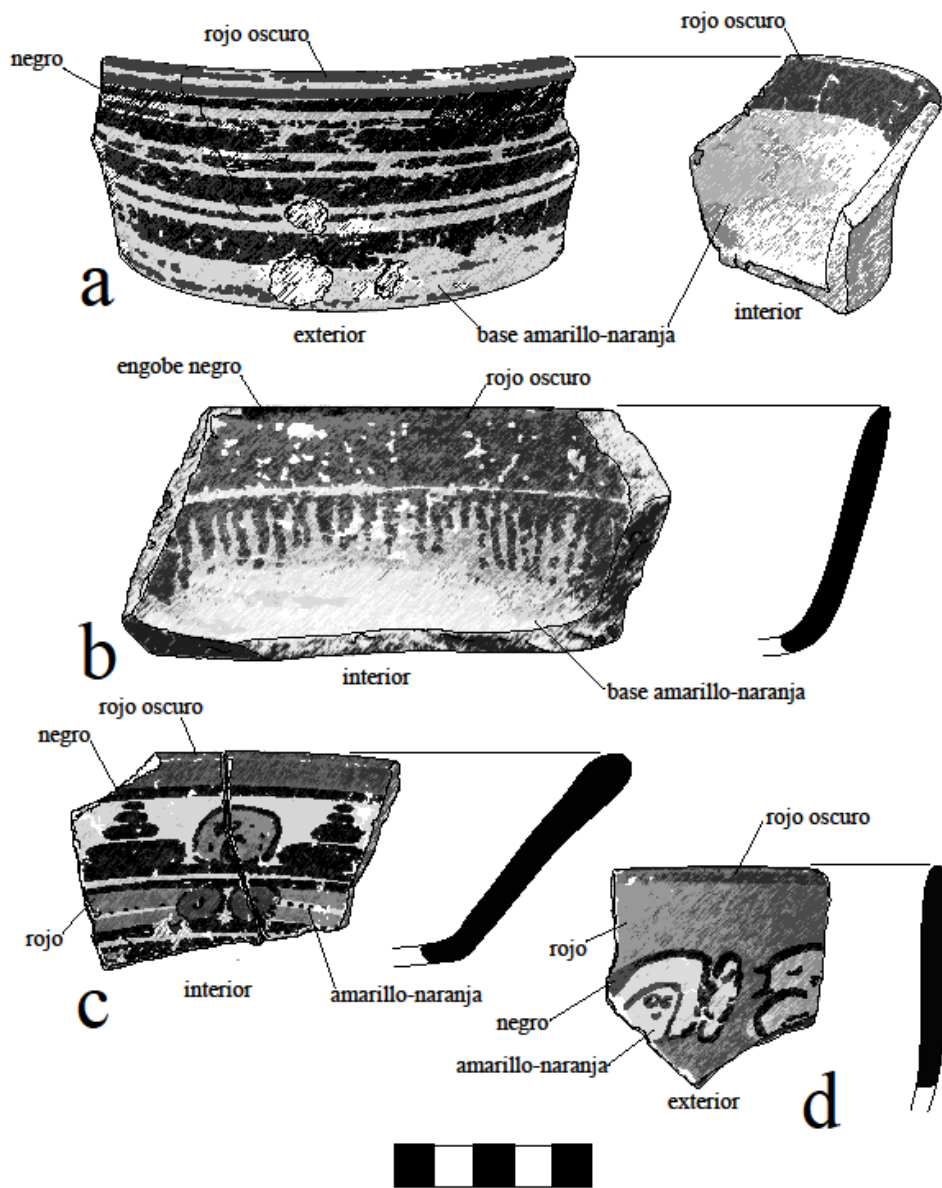 rojo oscuro
rojo oscuro
negro
a
exterior
base amarillo-naranja
interior
engobe negro
rojo oscuro
b
interior
base amarillo-naranja
rojo oscuro
negro
rojo oscuro
rojo
rojo
c
interior
amarillo-naranja
negro
amarillo-naranja
exterior
d